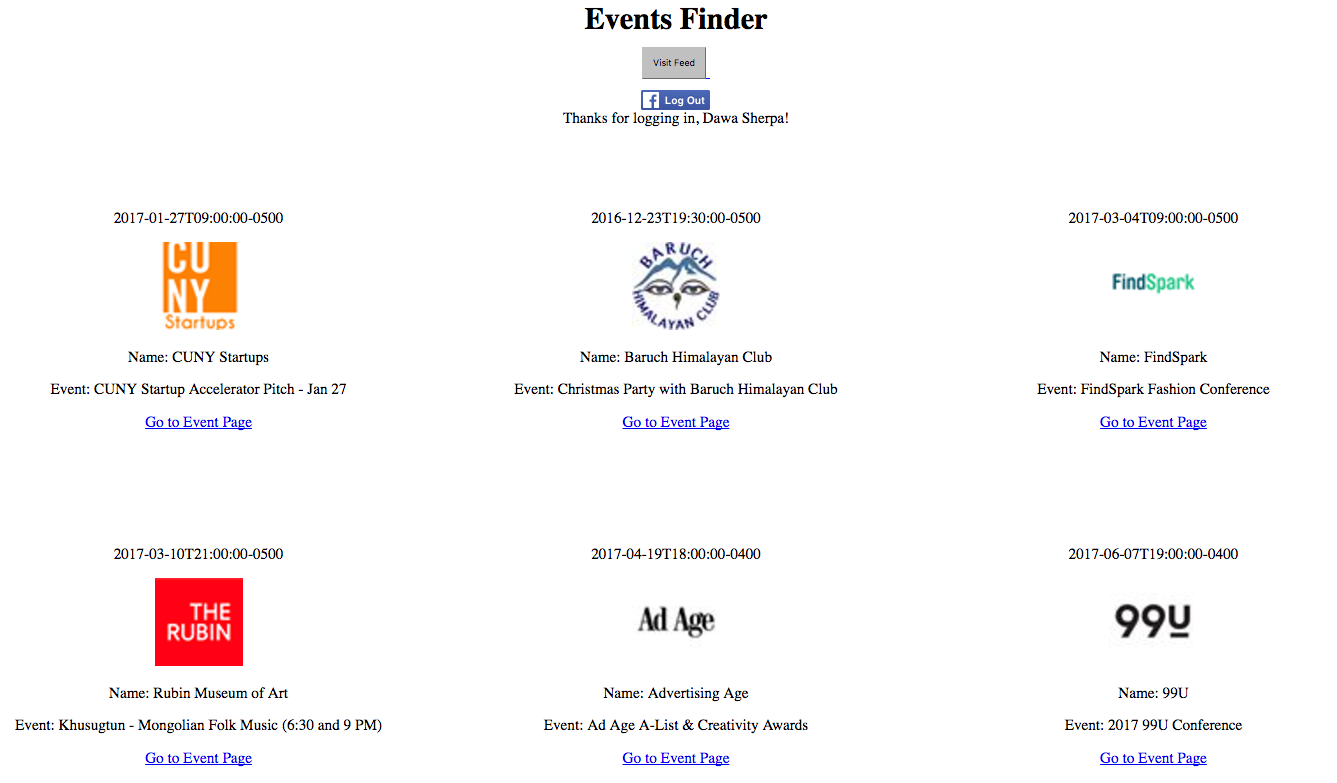 Events Finder
Visit Feed
f Log Out
Thanks for logging in, Dawa Sherpa!
2017-01-27T09:00:00-0500
CU
NY
Startups
Name: CUNY Startups
Event: CUNY Startup Accelerator Pitch - Jan 27
Go to Event Page
2016-12-23T19:30:00-0500
BARUCH
HIMALAYAN CLUB
Name: Baruch Himalayan Club
Event: Christmas Party with Baruch Himalayan Club
Go to Event Page
2017-03-04T09:00:00-0500
FindSpark
Name: FindSpark
Event: FindSpark Fashion Conference
Go to Event Page
2017-03-10T21:00:00-0500
THE
RUBIN
Name: Rubin Museum of Art
Event: Khusugtun - Mongolian Folk Music (6:30 and 9 PM)
Go to Event Page
2017-04-19T18:00:00-0400
Ad Age
Name: Advertising Age
Event: Ad Age A-List & Creativity Awards
Go to Event Page
2017-06-07T19:00:00-0400
99U
Name: 99U
Event: 2017 99U Conference
Go to Event Page